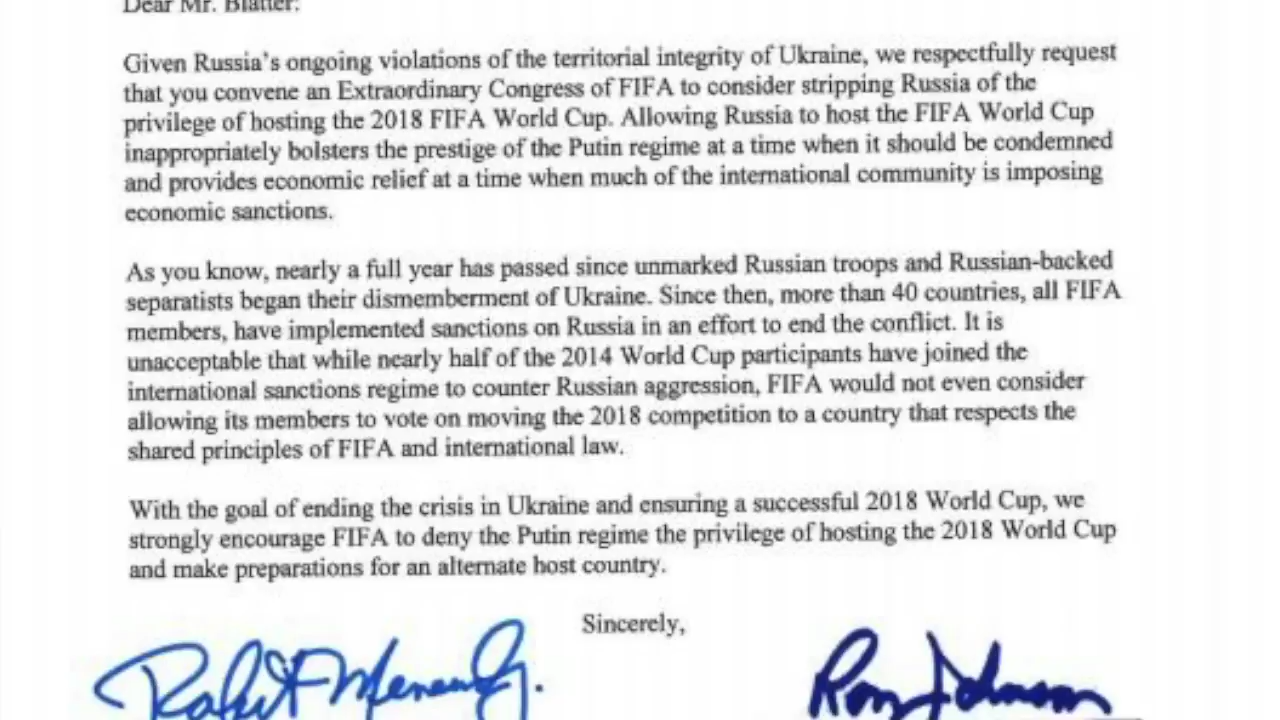 Dear Mr. Blatter:
Given Russia's ongoing violations of the territorial integrity of Ukraine, we respectfully request
that you convene an Extraordinary Congress of FIFA to consider stripping Russia of the
privilege of hosting the 2018 FIFA World Cup. Allowing Russia to host the FIFA World Cup
inappropriately bolsters the prestige of the Putin regime at a time when it should be condemned
and provides economic relief at a time when much of the international community is imposing
economic sanctions.
As you know, nearly a full year has passed since unmarked Russian troops and Russian-backed
separatists began their dismemberment of Ukraine. Since then, more than 40 countries, all FIFA
members, have implemented sanctions on Russia in an effort to end the conflict. It is
unacceptable that while nearly half of the 2014 World Cup participants have joined the
international sanctions regime to counter Russian aggression, FIFA would not even consider
allowing its members to vote on moving the 2018 competition to a country that respects the
shared principles of FIFA and international law.
With the goal of ending the crisis in Ukraine and ensuring a successful 2018 World Cup, we
strongly encourage FIFA to deny the Putin regime the privilege of hosting the 2018 World Cup
and make preparations for an alternate host country.
Sincerely,
Robert Menendez Ron Johnson